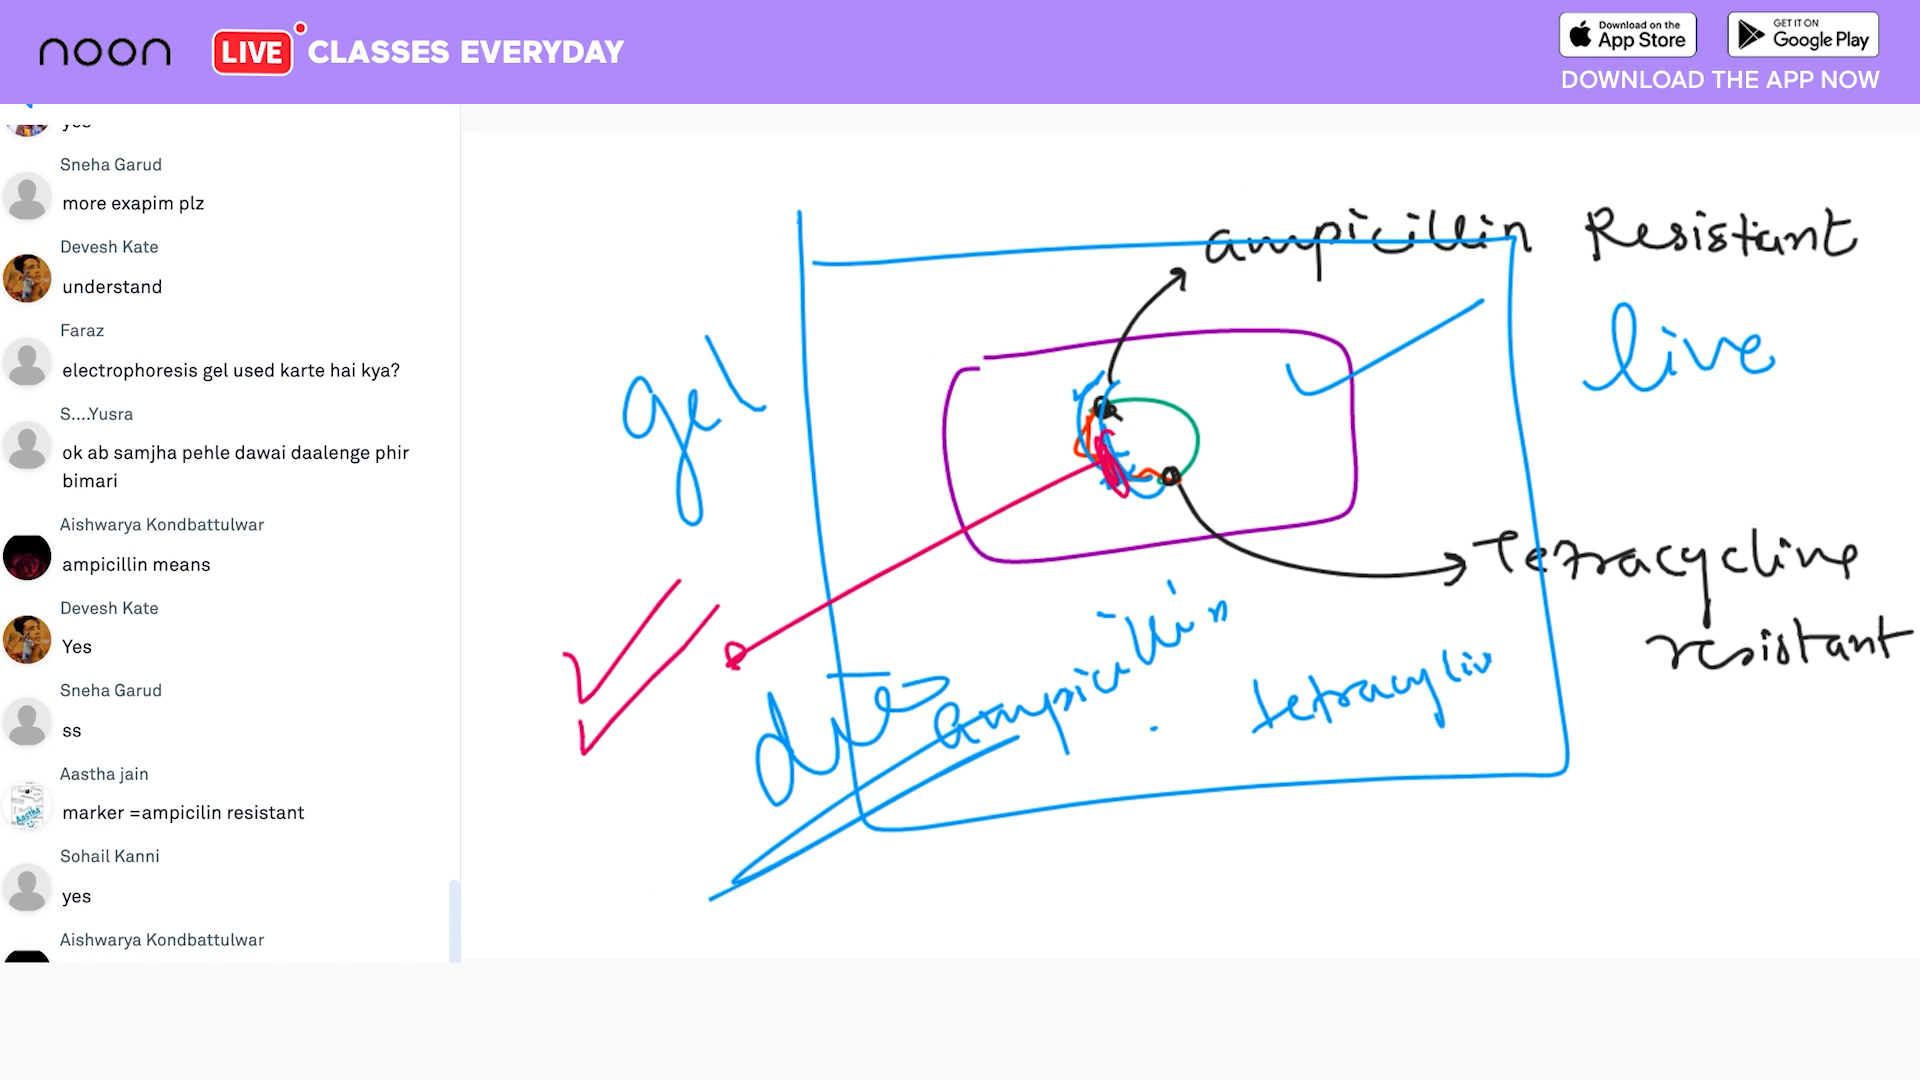 noon LIVE CLASSES EVERYDAY
Download on the App Store
GET IT ON Google Play
DOWNLOAD THE APP NOW
yes
Sneha Garud
more exapim plz
Devesh Kate
understand
Faraz
electrophoresis gel used karte hai kya?
S....Yusra
ok ab samjha pehle dawai daalenge phir
bimari
Aishwarya Kondbattulwar
ampicillin means
Devesh Kate
Yes
Sneha Garud
ss
Aastha jain
marker =ampicilin resistant
Sohail Kanni
yes
Aishwarya Kondbattulwar
ampicillin Resistant
live
gel
Tetracycline
resistant
ampicillin